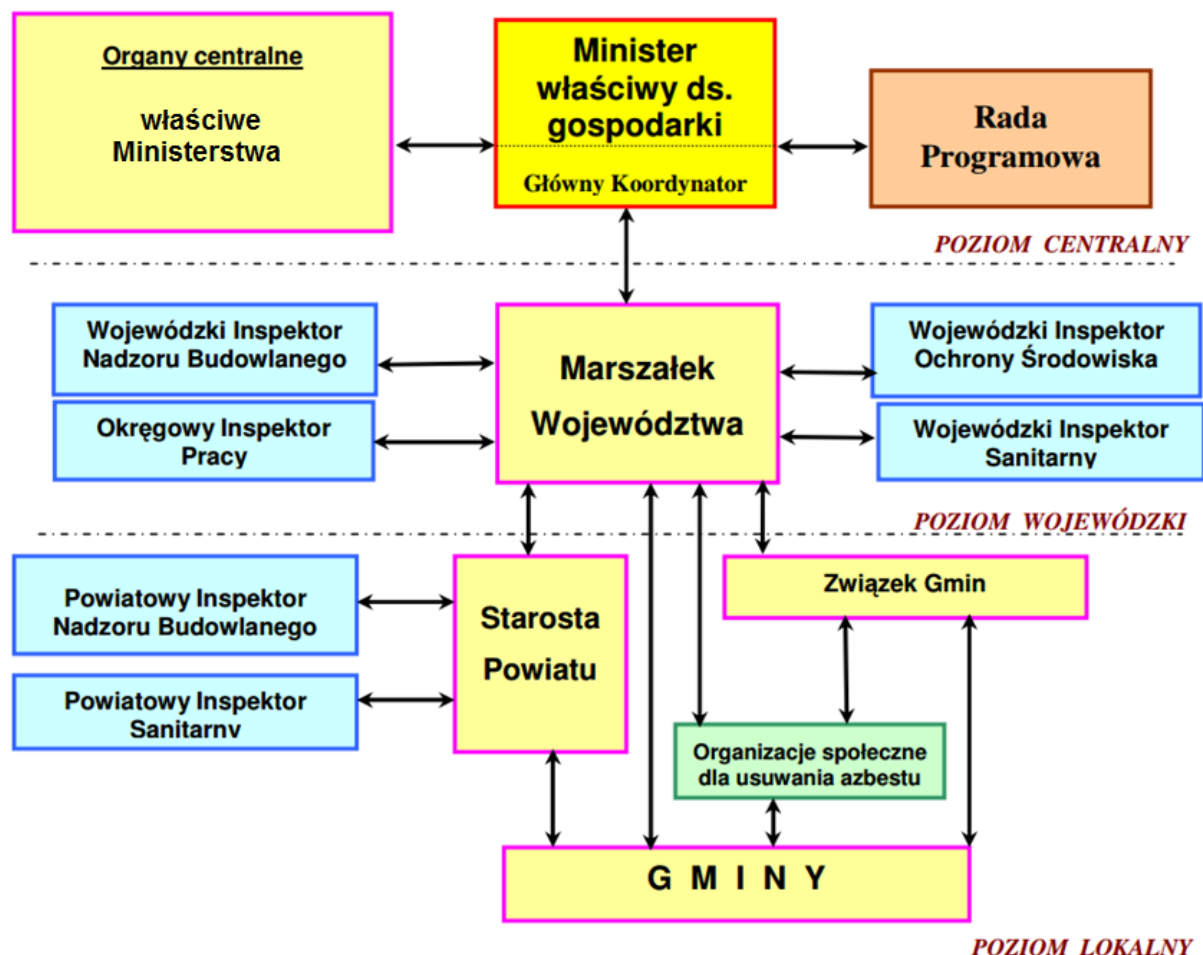 Organy centralne
właściwe
Ministerstwa
Minister
właściwy ds.
gospodarki
Główny Koordynator
Rada
Programowa
POZIOM CENTRALNY
Wojewódzki Inspektor
Nadzoru Budowlanego
Okręgowy Inspektor
Pracy
Marszałek
Województwa
Wojewódzki Inspektor
Ochrony Środowiska
Wojewódzki Inspektor
Sanitarny
POZIOM WOJEWÓDZKI
Powiatowy Inspektor
Nadzoru Budowlanego
Powiatowy Inspektor
Sanitarny
Starosta
Powiatu
Związek Gmin
Organizacje społeczne
dla usuwania azbestu
G M I N Y
POZIOM LOKALNY